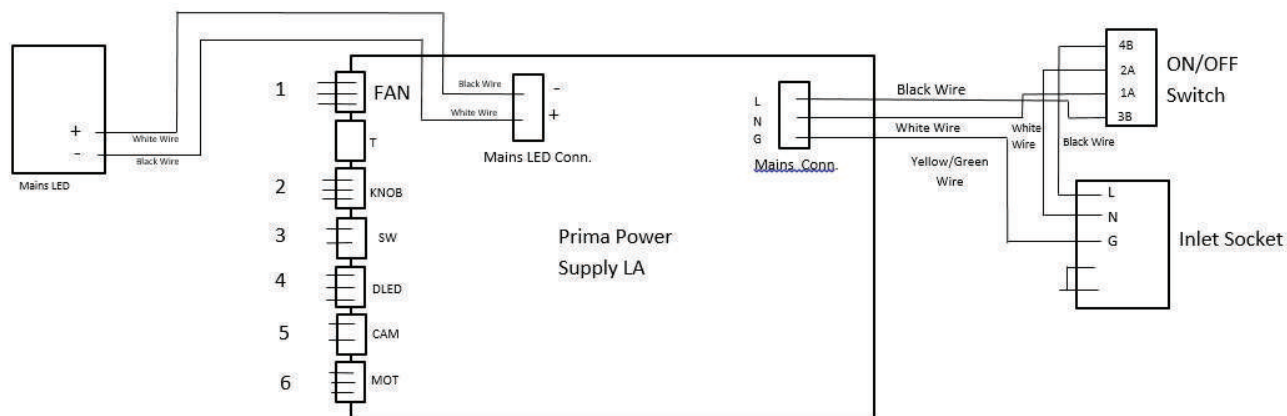 Mains LED
+
-
White Wire
Black Wire
1
2
3
4
5
6
FAN
T
KNOB
SW
DLED
CAM
MOT
Black Wire
White Wire
-
+
Mains LED Conn.
Prima Power
Supply LA
L
N
G
Mains Conn
Black Wire
White Wire
Yellow/Green
Wire
White
Wire
Black Wire
4B
2A
1A
3B
ON/OFF
Switch
L
N
G
Inlet Socket